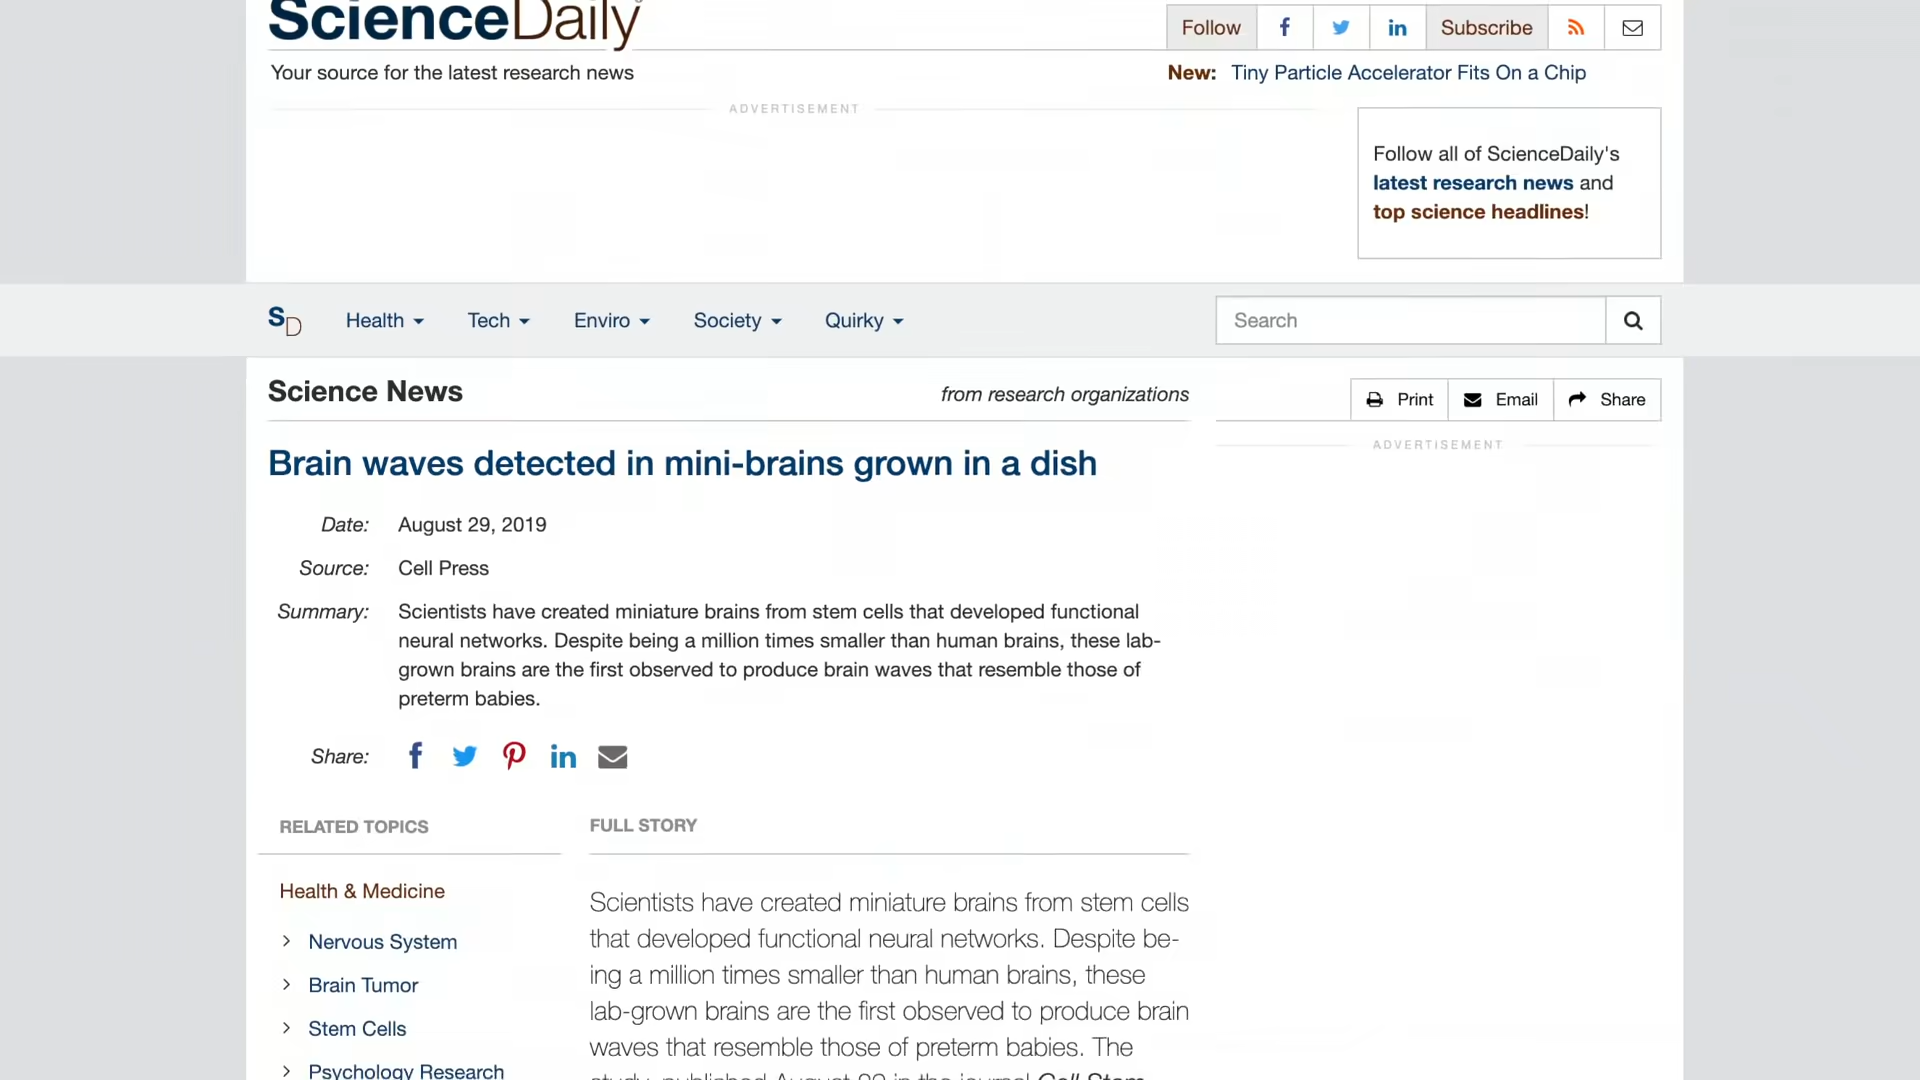 ScienceDaily
Follow
Subscribe
Your source for the latest research news
New: Tiny Particle Accelerator Fits On a Chip
ADVERTISEMENT
Follow all of ScienceDaily's
latest research news and
top science headlines!
SD
Health
Tech
Enviro
Society
Quirky
Search
Science News
from research organizations
Print
Email
Share
ADVERTISEMENT
Brain waves detected in mini-brains grown in a dish
Date: August 29, 2019
Source: Cell Press
Summary: Scientists have created miniature brains from stem cells that developed functional
neural networks. Despite being a million times smaller than human brains, these lab-
grown brains are the first observed to produce brain waves that resemble those of
preterm babies.
Share:
RELATED TOPICS
Health & Medicine
Nervous System
Brain Tumor
Stem Cells
Psychology Research
FULL STORY
Scientists have created miniature brains from stem cells
that developed functional neural networks. Despite be-
ing a million times smaller than human brains, these
lab-grown brains are the first observed to produce brain
waves that resemble those of preterm babies. The